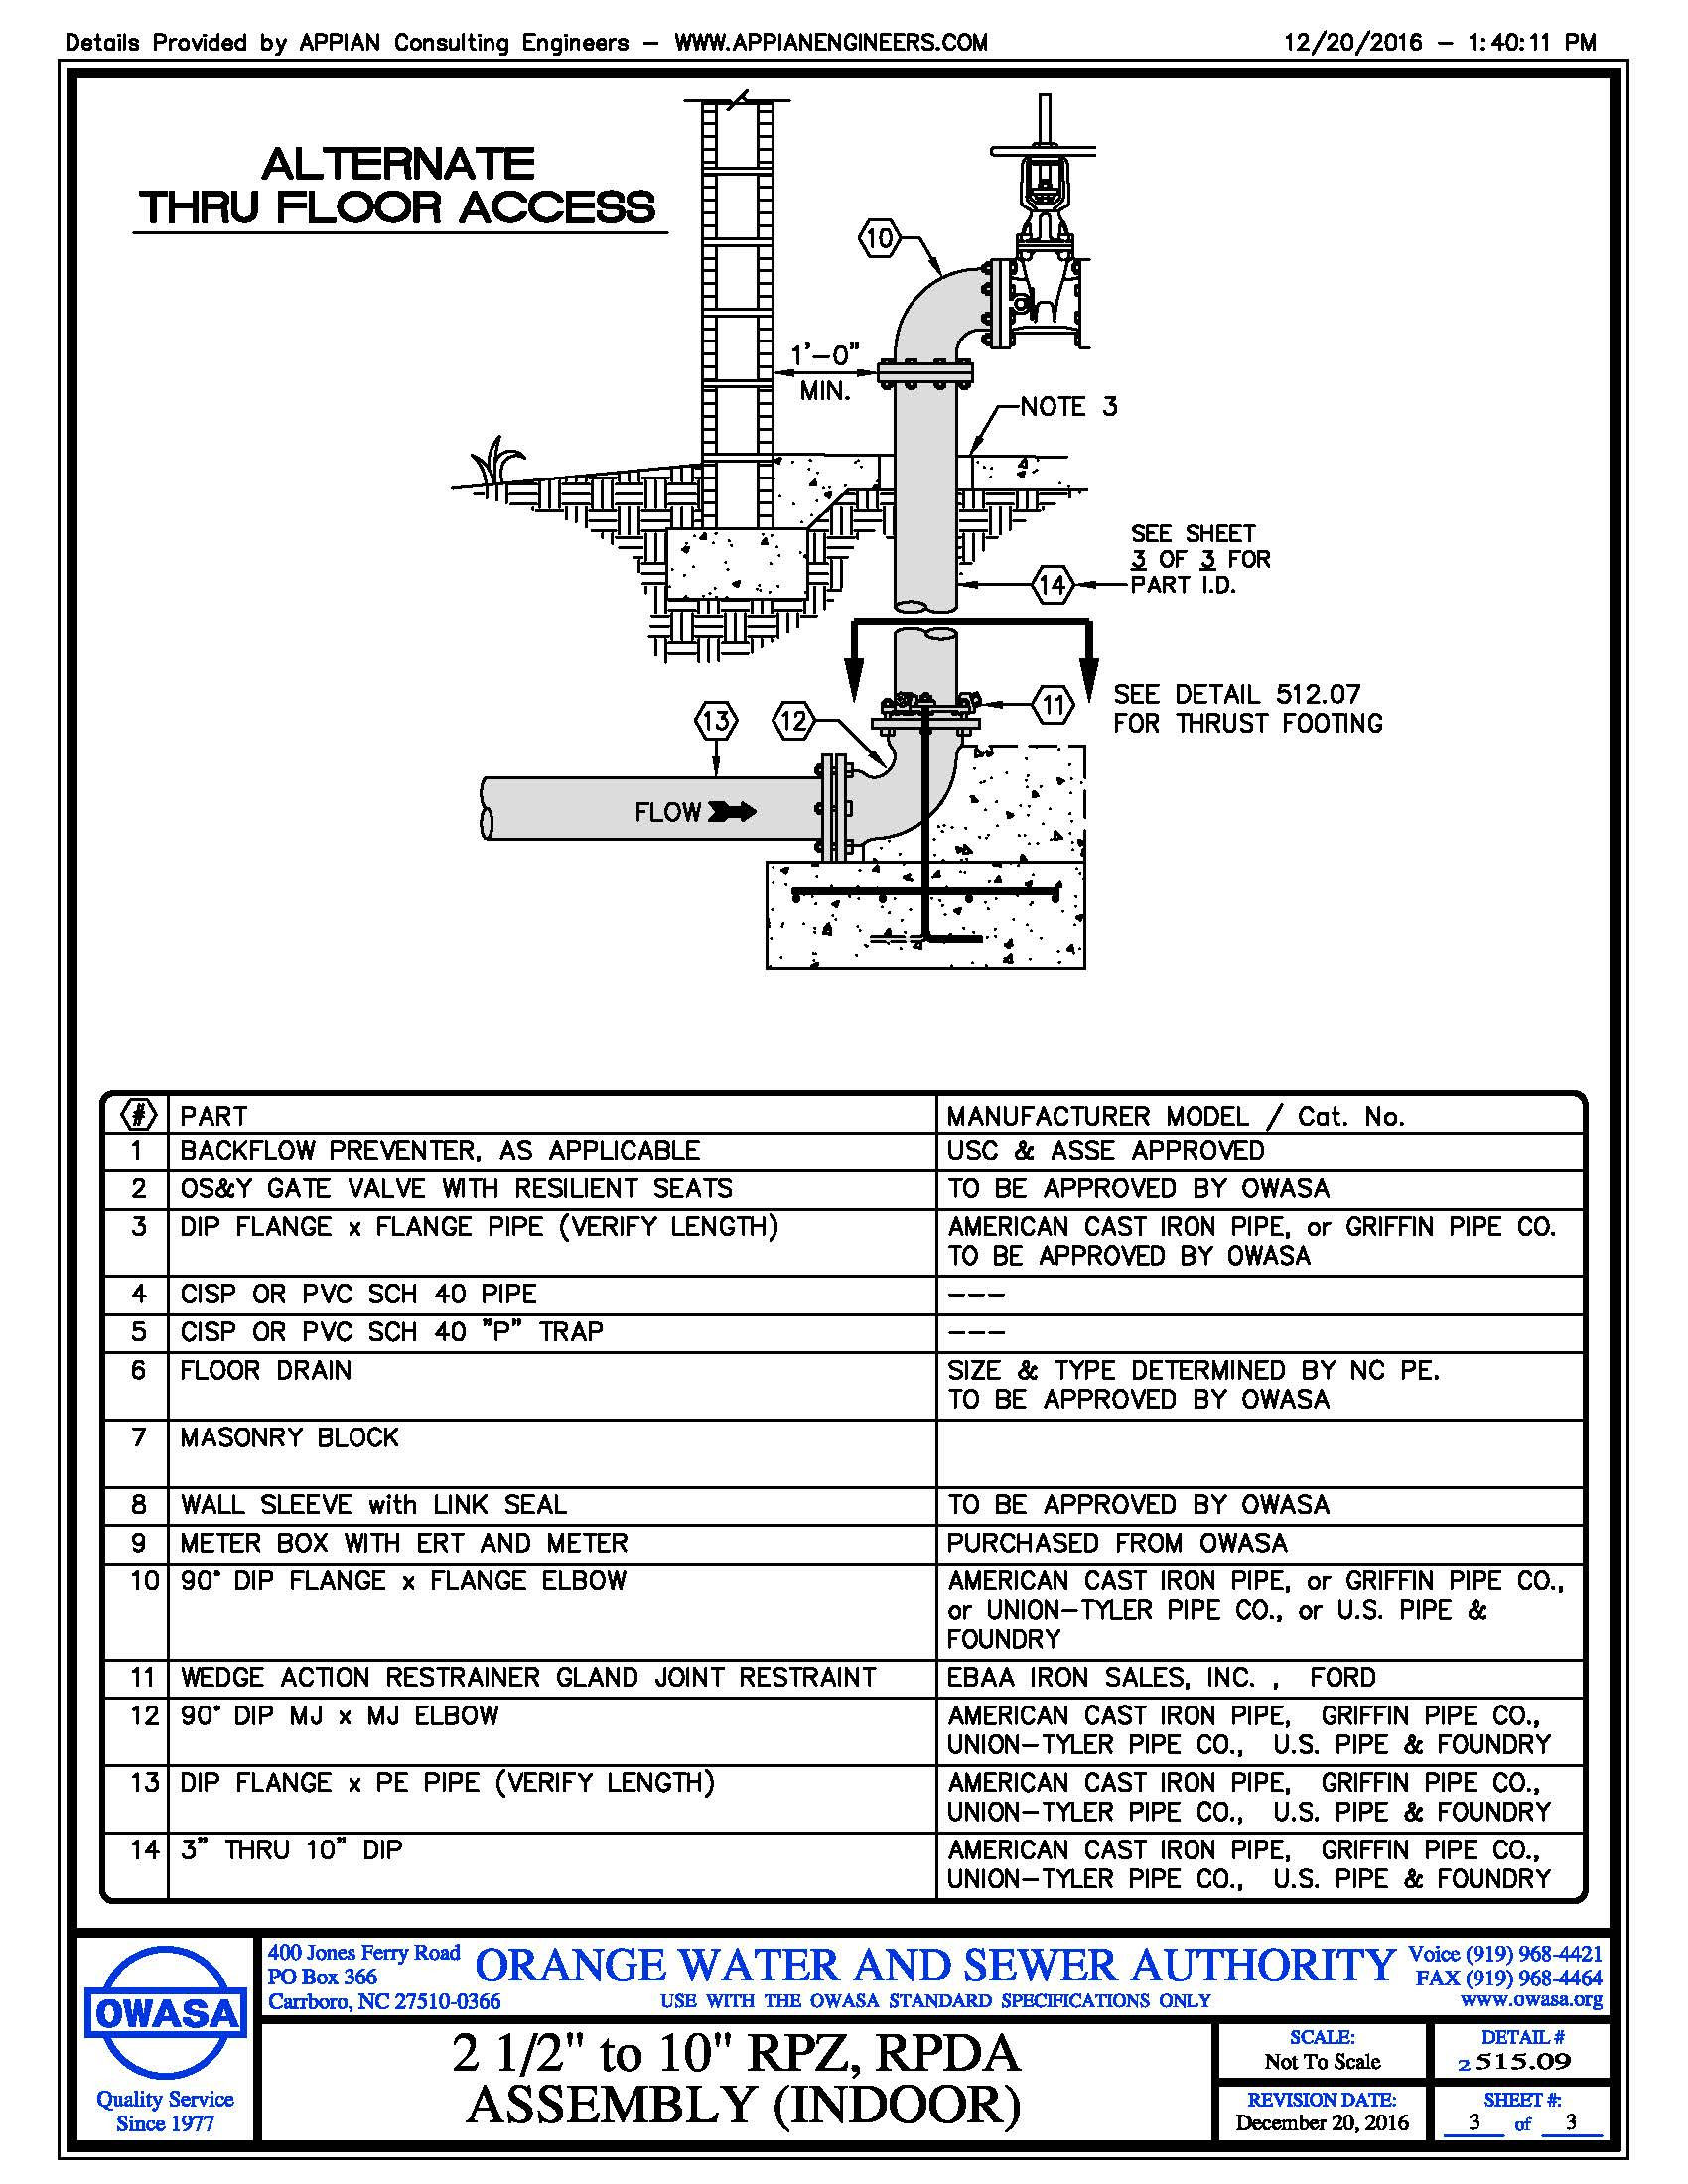 Details Provided by APPIAN Consulting Engineers - WWW.APPIANENGINEERS.COM 12/20/2016 - 1:40:11 PM
ALTERNATE
THRU FLOOR ACCESS
10
1'-0"
MIN.
NOTE 3
SEE SHEET
3 OF 3 FOR
PART I.D.
14
11
SEE DETAIL 512.07
FOR THRUST FOOTING
13
12
FLOW
# PART MANUFACTURER MODEL / Cat. No.
1 BACKFLOW PREVENTER, AS APPLICABLE USC & ASSE APPROVED
2 OS&Y GATE VALVE WITH RESILIENT SEATS TO BE APPROVED BY OWASA
3 DIP FLANGE x FLANGE PIPE (VERIFY LENGTH) AMERICAN CAST IRON PIPE, or GRIFFIN PIPE CO.
TO BE APPROVED BY OWASA
4 CISP OR PVC SCH 40 PIPE ---
5 CISP OR PVC SCH 40 "P" TRAP ---
6 FLOOR DRAIN SIZE & TYPE DETERMINED BY NC PE.
TO BE APPROVED BY OWASA
7 MASONRY BLOCK
8 WALL SLEEVE with LINK SEAL TO BE APPROVED BY OWASA
9 METER BOX WITH ERT AND METER PURCHASED FROM OWASA
10 90° DIP FLANGE x FLANGE ELBOW AMERICAN CAST IRON PIPE, or GRIFFIN PIPE CO.,
or UNION-TYLER PIPE CO., or U.S. PIPE &
FOUNDRY
11 WEDGE ACTION RESTRAINER GLAND JOINT RESTRAINT EBAA IRON SALES, INC. , FORD
12 90° DIP MJ x MJ ELBOW AMERICAN CAST IRON PIPE, GRIFFIN PIPE CO.,
UNION-TYLER PIPE CO., U.S. PIPE & FOUNDRY
13 DIP FLANGE x PE PIPE (VERIFY LENGTH) AMERICAN CAST IRON PIPE, GRIFFIN PIPE CO.,
UNION-TYLER PIPE CO., U.S. PIPE & FOUNDRY
14 3" THRU 10" DIP AMERICAN CAST IRON PIPE, GRIFFIN PIPE CO.,
UNION-TYLER PIPE CO., U.S. PIPE & FOUNDRY
OWASA
Quality Service
Since 1977
400 Jones Ferry Road
PO Box 366
Carrboro, NC 27510-0366
ORANGE WATER AND SEWER AUTHORITY
USE WITH THE OWASA STANDARD SPECIFICATIONS ONLY
Voice (919) 968-4421
FAX (919) 968-4464
www.owasa.org
2 1/2" to 10" RPZ, RPDA
ASSEMBLY (INDOOR)
SCALE:
Not To Scale
DETAIL #
2 515.09
REVISION DATE:
December 20, 2016
SHEET #:
3 of 3